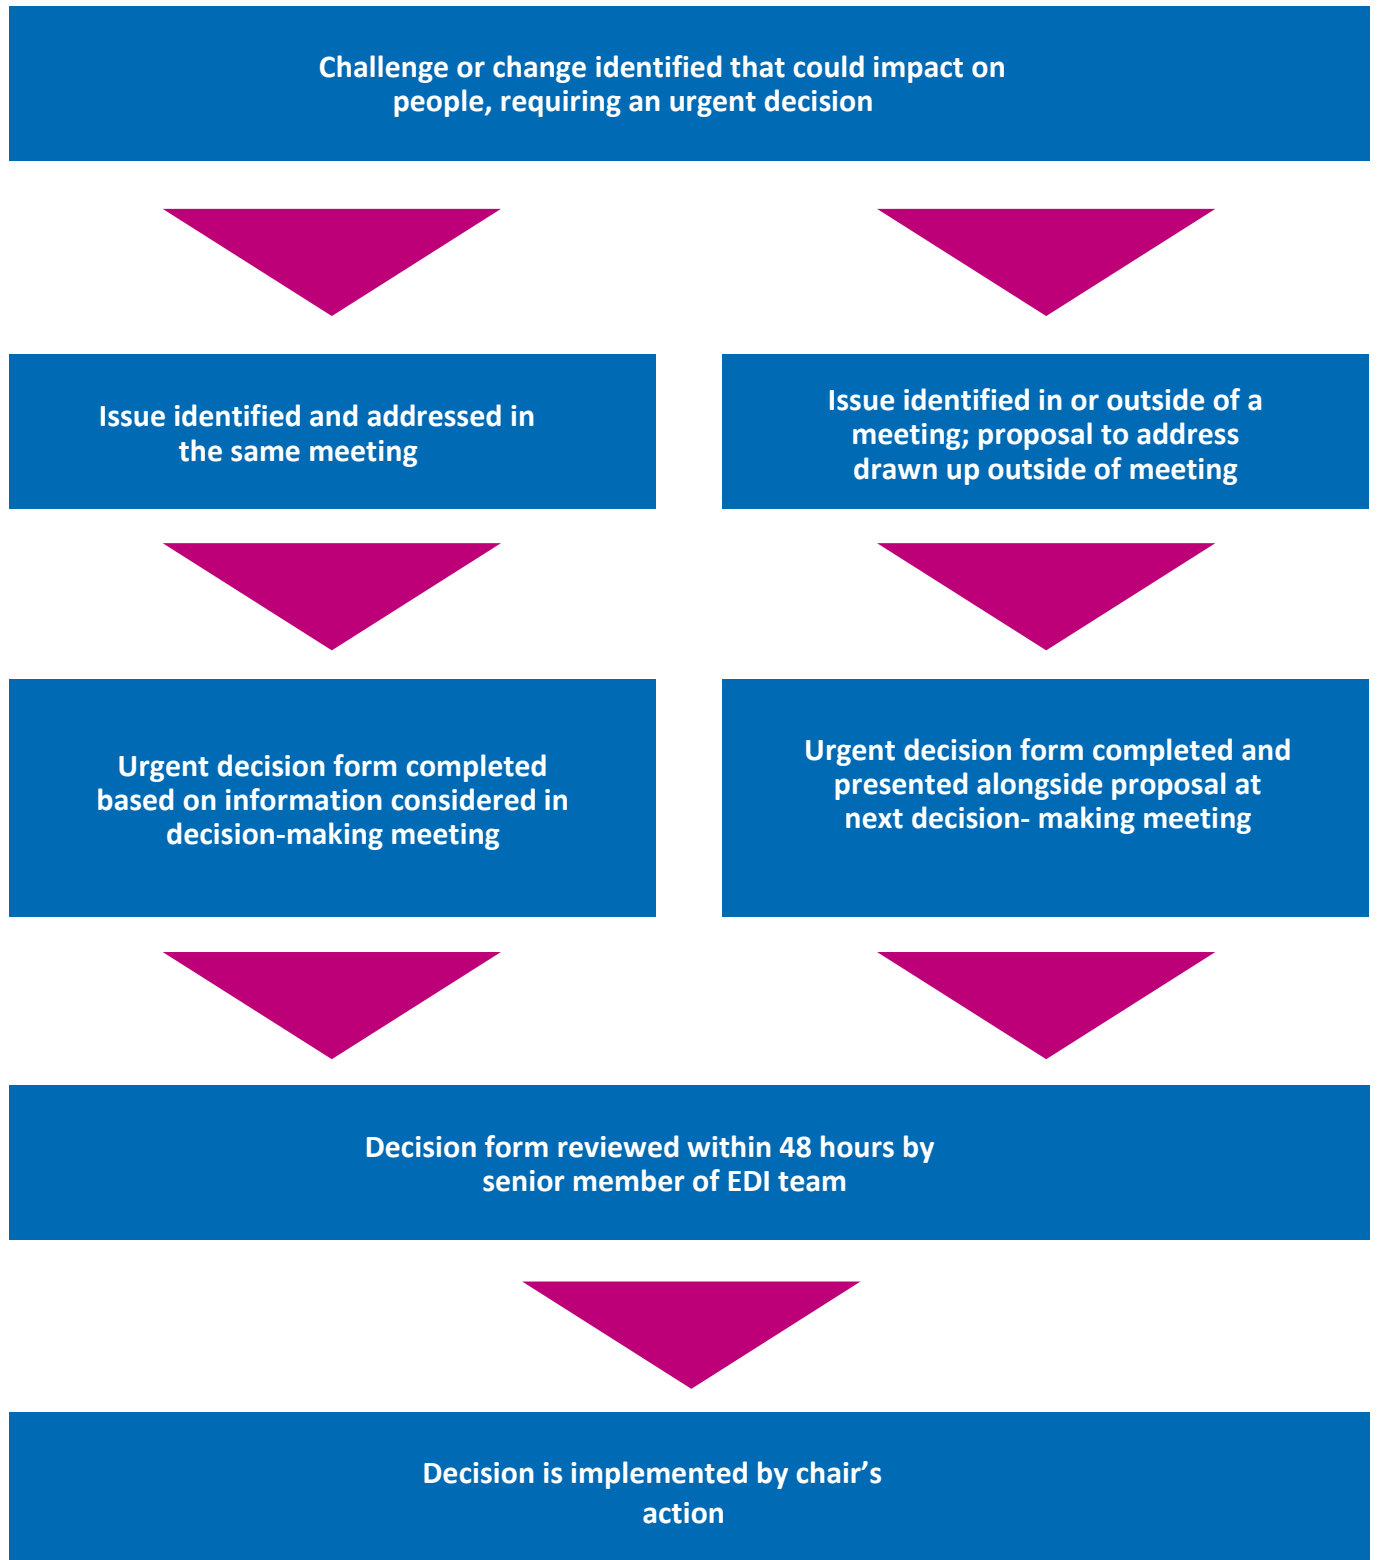 Challenge or change identified that could impact on
people, requiring an urgent decision
Issue identified and addressed in
the same meeting
Issue identified in or outside of a
meeting; proposal to address
drawn up outside of meeting
Urgent decision form completed
based on information considered in
decision-making meeting
Urgent decision form completed and
presented alongside proposal at
next decision- making meeting
Decision form reviewed within 48 hours by
senior member of EDI team
Decision is implemented by chair’s
action